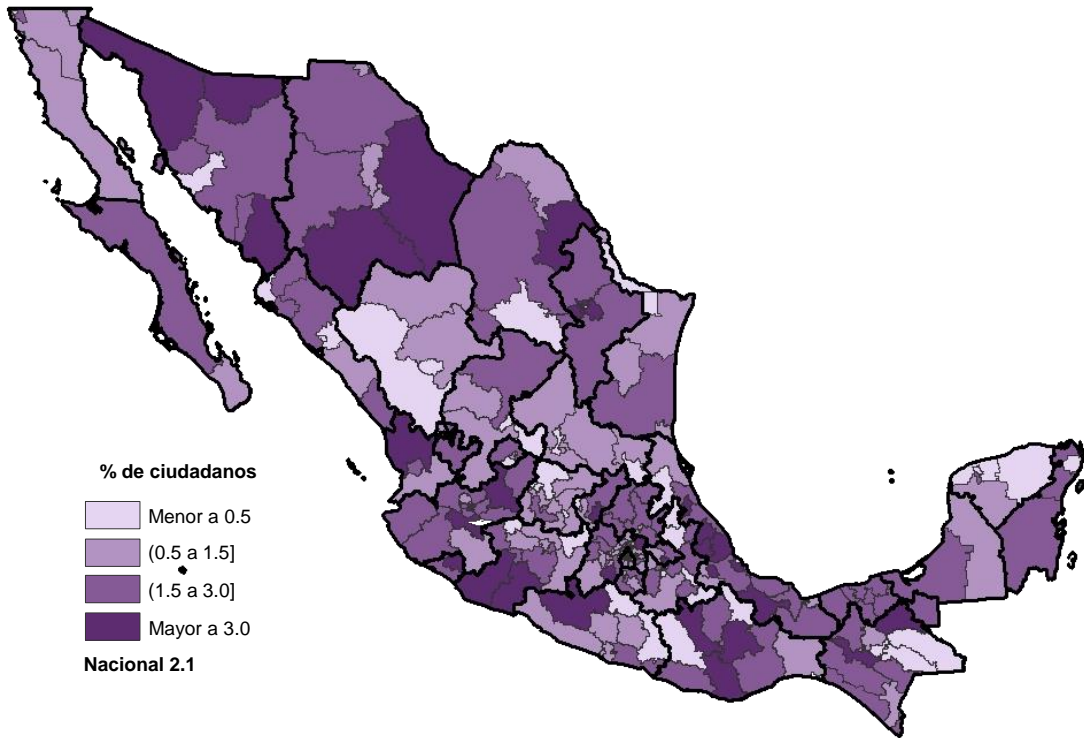 % de ciudadanos
Menor a 0.5
(0.5 a 1.5]
(1.5 a 3.0]
Mayor a 3.0
Nacional 2.1